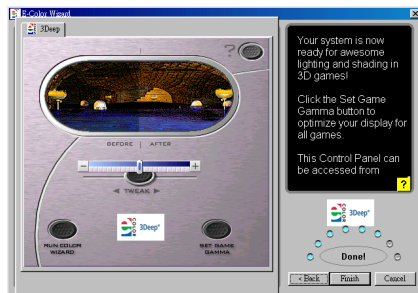 E-Color Wizard
3Deep
?
BEFORE | AFTER
- +
TWEAK
COLOR 3Deep
RUN COLOR WIZARD
SET GAME GAMMA
Your system is now
ready for awesome
lighting and shading in
3D games!
Click the Set Game
Gamma button to
optimize your display for
all games.
This Control Panel can
be accessed from
?
COLOR 3Deep
Done!
< Back Finish Cancel